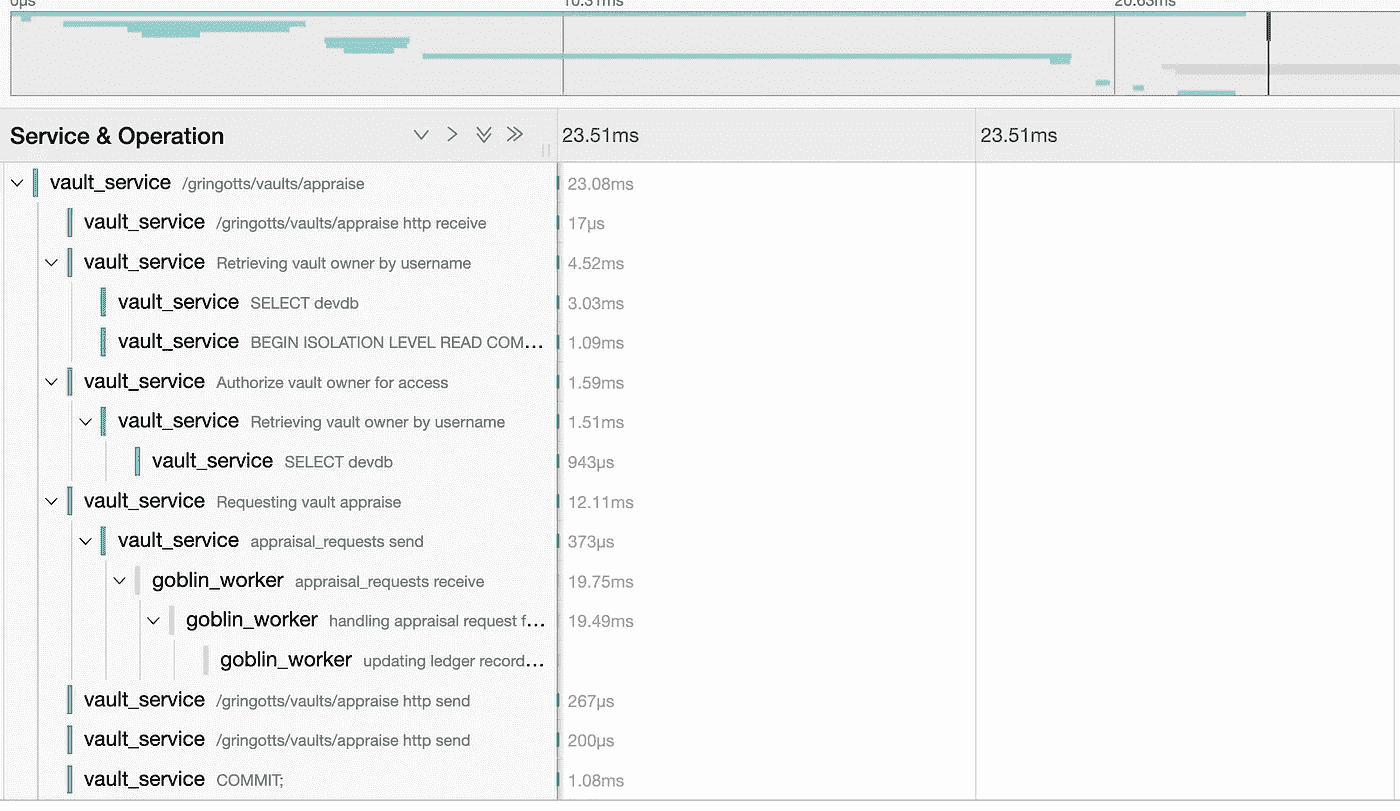 0μs 10.31ms 20.63ms
Service & Operation 23.51ms 23.51ms
vault_service /gringotts/vaults/appraise 23.08ms
vault_service /gringotts/vaults/appraise http receive 17μs
vault_service Retrieving vault owner by username 4.52ms
vault_service SELECT devdb 3.03ms
vault_service BEGIN ISOLATION LEVEL READ COM... 1.09ms
vault_service Authorize vault owner for access 1.59ms
vault_service Retrieving vault owner by username 1.51ms
vault_service SELECT devdb 943μs
vault_service Requesting vault appraise 12.11ms
vault_service appraisal_requests send 373μs
goblin_worker appraisal_requests receive 19.75ms
goblin_worker handling appraisal request f... 19.49ms
goblin_worker updating ledger record...
vault_service /gringotts/vaults/appraise http send 267μs
vault_service /gringotts/vaults/appraise http send 200μs
vault_service COMMIT; 1.08ms